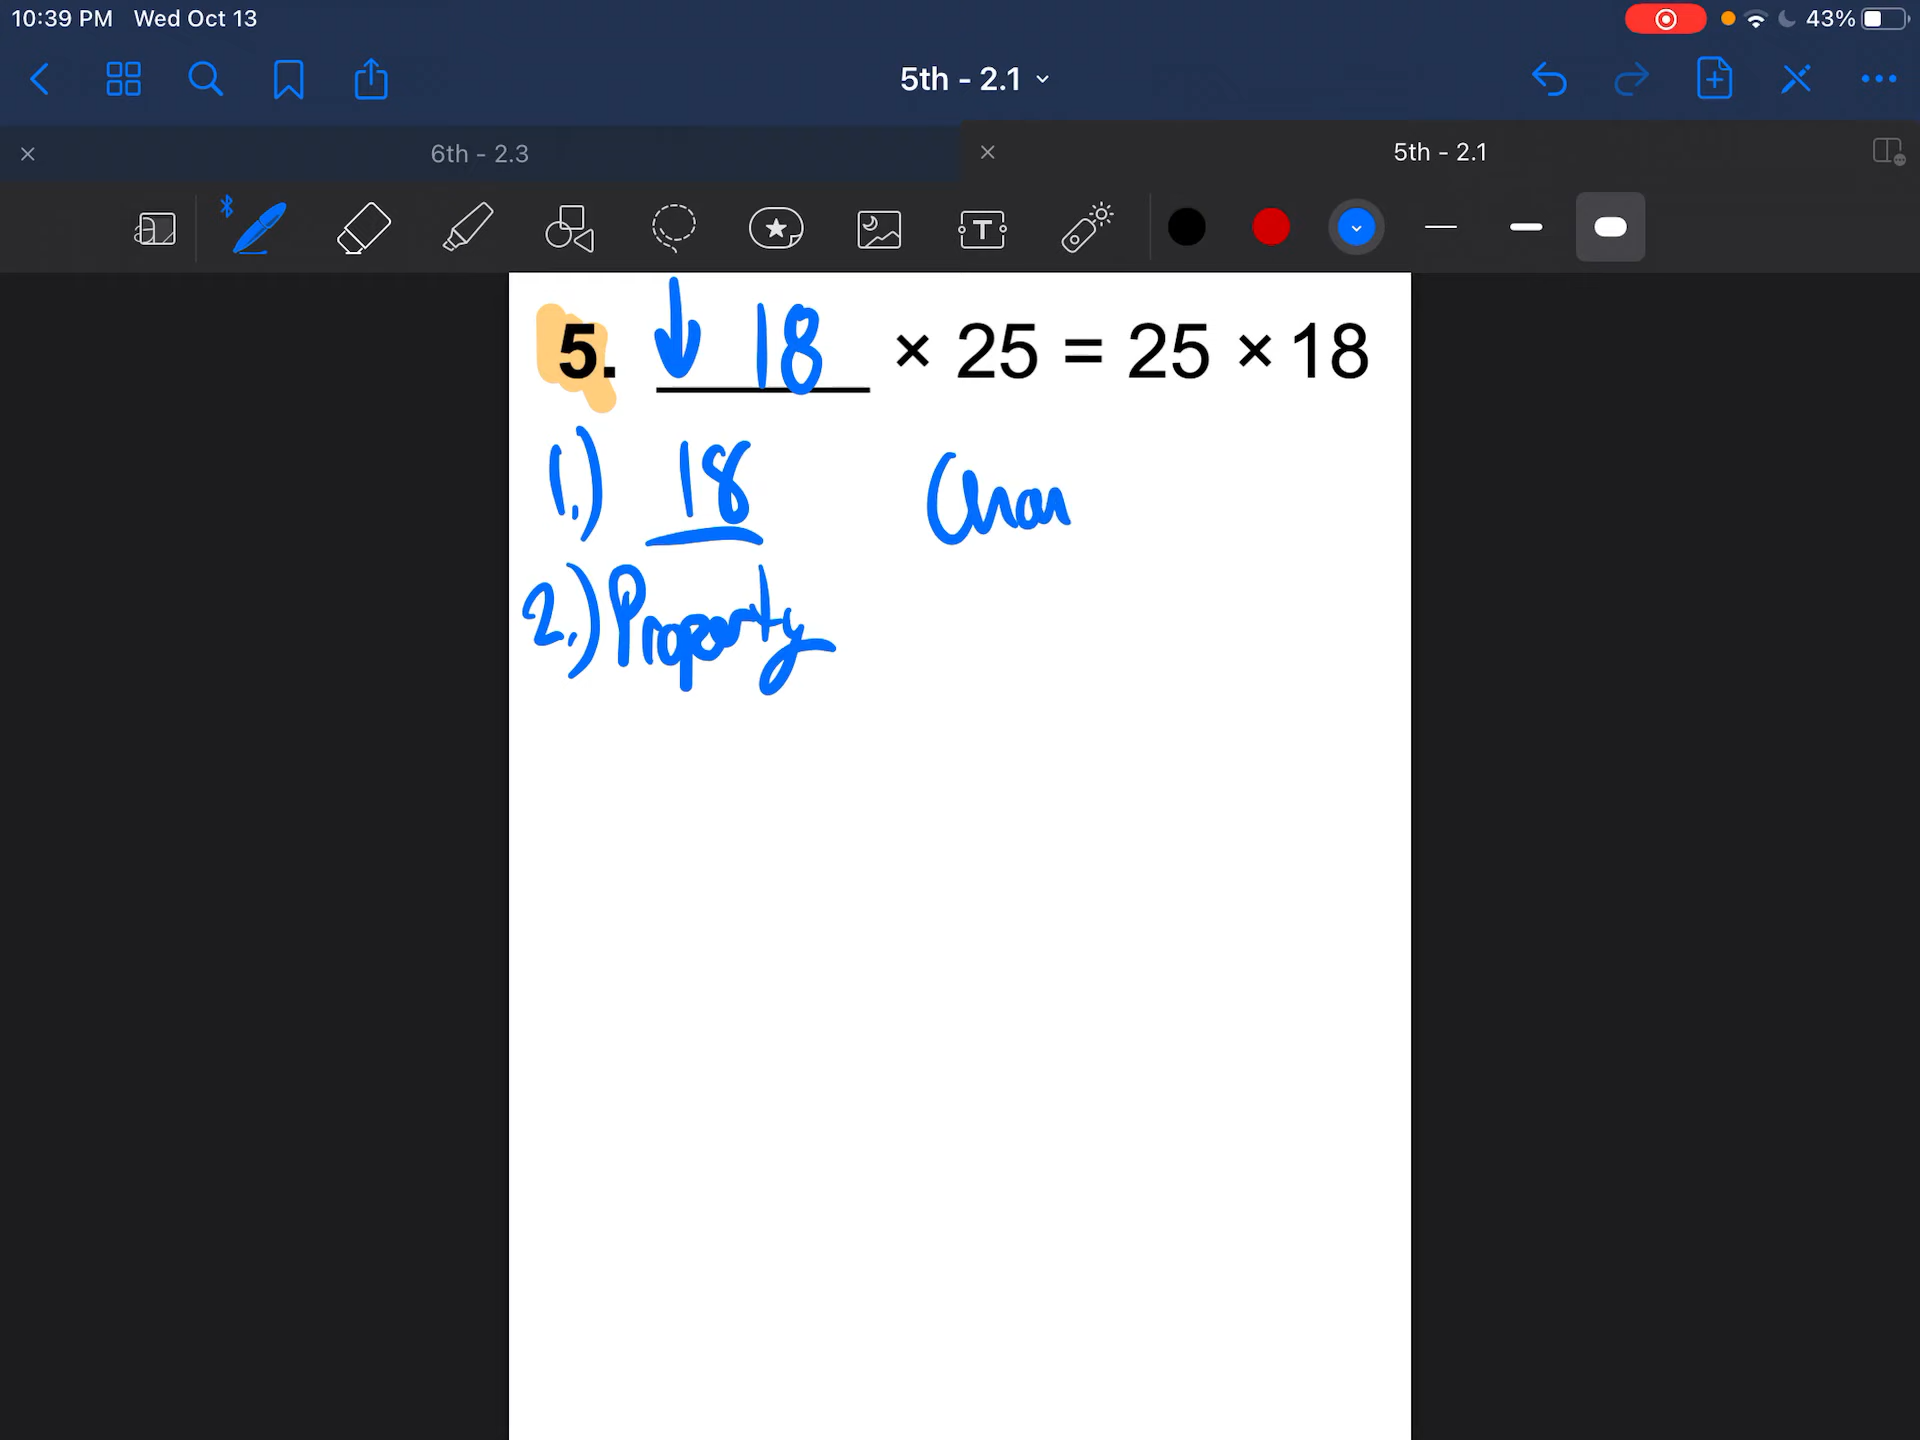 10:39 PM Wed Oct 13 43%
5th - 2.1
6th - 2.3 5th - 2.1
5. 18 × 25 = 25 × 18
1.) 18 Chan
2.) Property